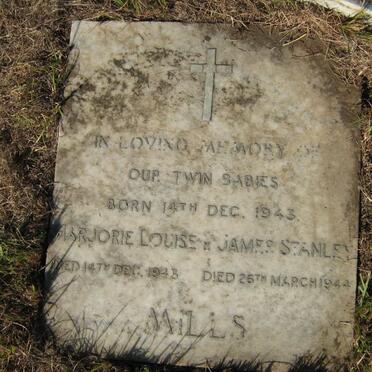 IN LOVING MEMORY OF
OUR TWIN BABIES
BORN 14TH DEC. 1943.
MARJORIE LOUISE & JAMES STANLEY
DIED 14TH DEC. 1943 DIED 26TH MARCH 1944
MILLS